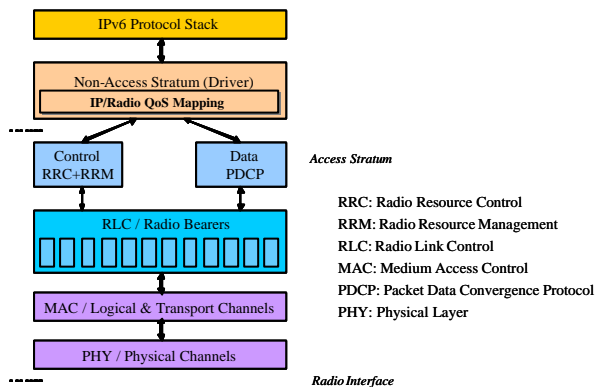 IPv6 Protocol Stack
Non-Access Stratum (Driver)
IP/Radio QoS Mapping
Control
RRC+RRM
Data
PDCP
Access Stratum
RLC / Radio Bearers
MAC / Logical & Transport Channels
PHY / Physical Channels
RRC: Radio Resource Control
RRM: Radio Resource Management
RLC: Radio Link Control
MAC: Medium Access Control
PDCP: Packet Data Convergence Protocol
PHY: Physical Layer
Radio Interface